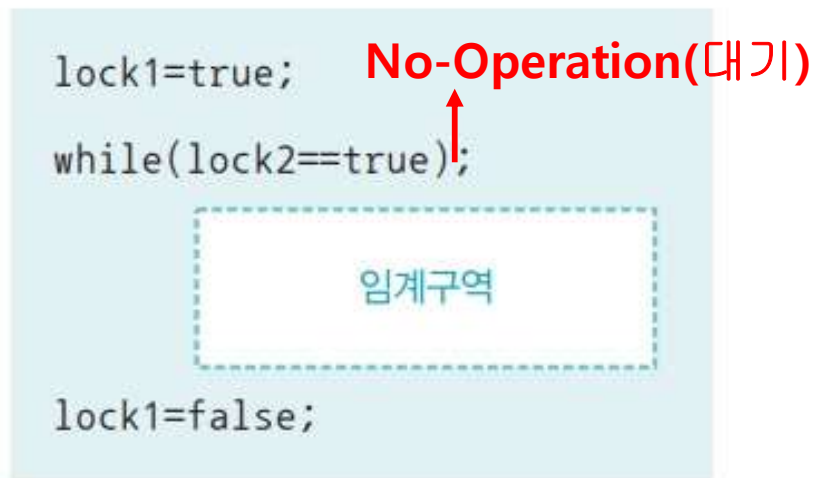 lock1=true;
No-Operation(대기)
while(lock2==true);
임계구역
lock1=false;